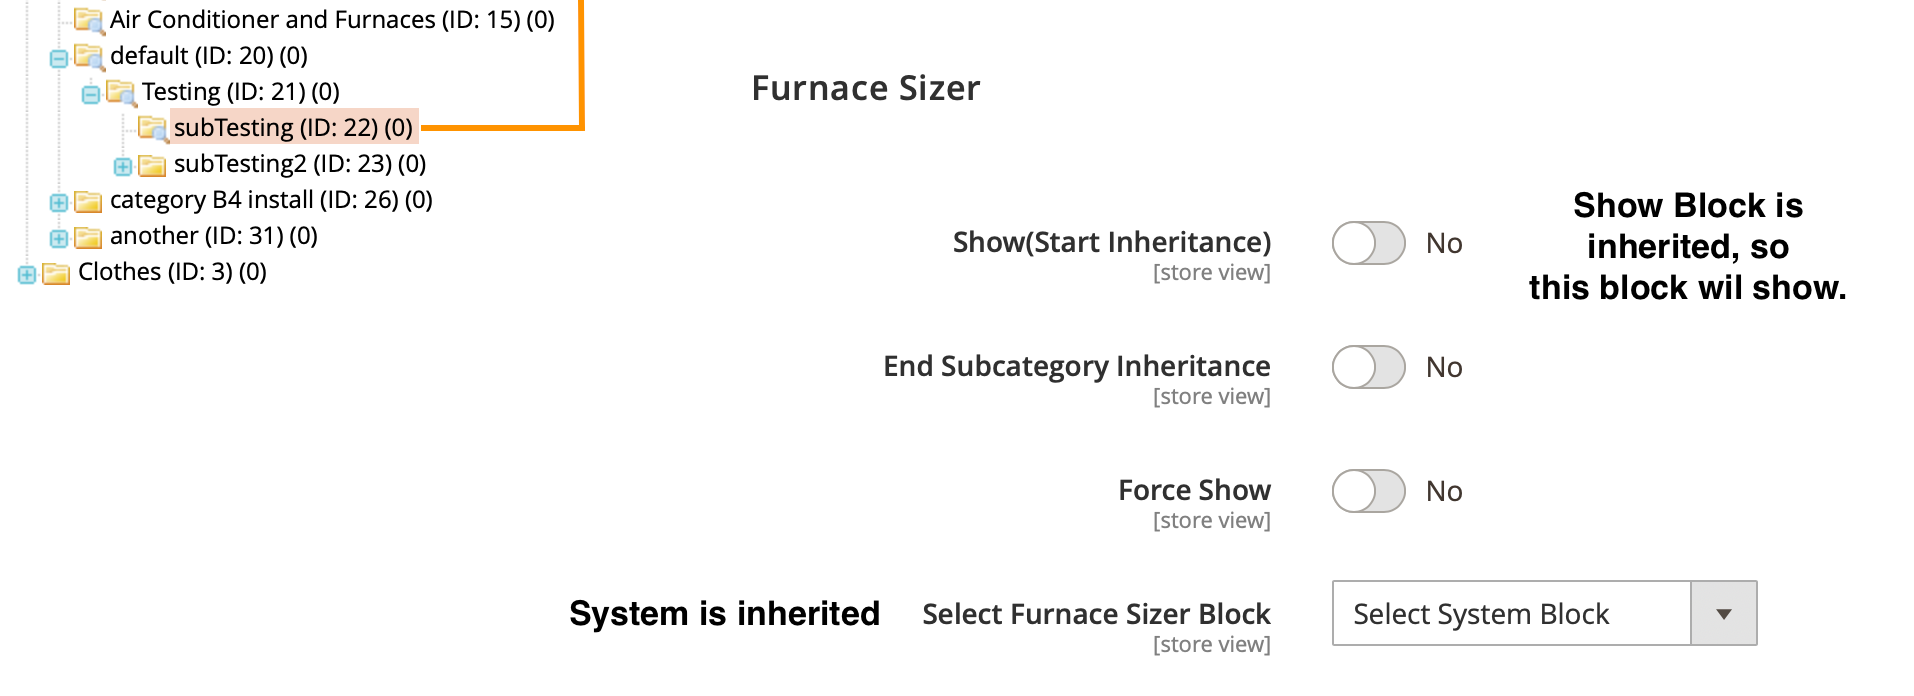 Air Conditioner and Furnaces (ID: 15) (0)
default (ID: 20) (0)
Testing (ID: 21) (0)
subTesting (ID: 22) (0)
subTesting2 (ID: 23) (0)
category B4 install (ID: 26) (0)
another (ID: 31) (0)
Clothes (ID: 3) (0)
Furnace Sizer
Show(Start Inheritance)
[store view]
No
Show Block is
inherited, so
this block wil show.
End Subcategory Inheritance
[store view]
No
Force Show
[store view]
No
System is inherited
Select Furnace Sizer Block
[store view]
Select System Block